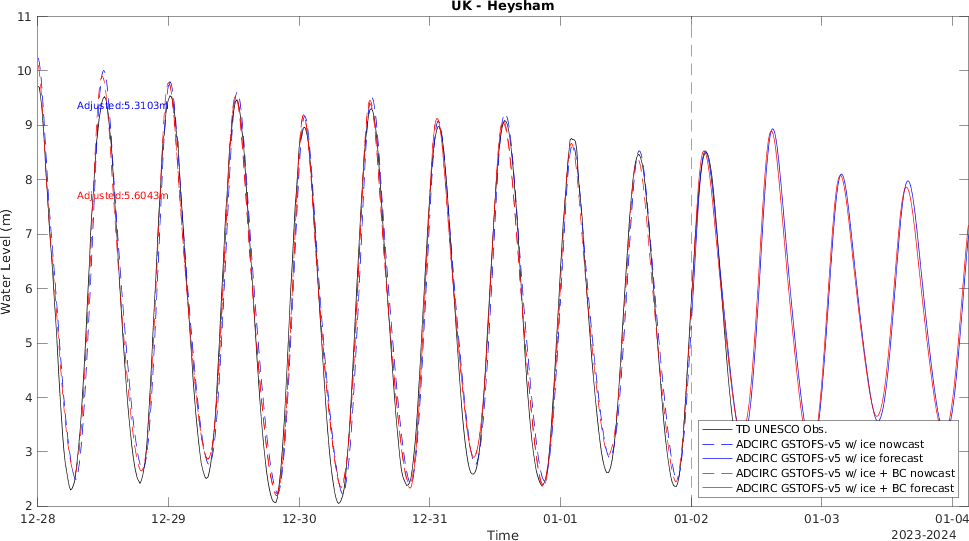 UK - Heysham
11
10
9
8
7
6
5
4
3
2
Water Level (m)
Adjusted:5.3103m
Adjusted:5.6043m
TD UNESCO Obs.
ADCIRC GSTOFS-v5 w/ ice nowcast
ADCIRC GSTOFS-v5 w/ ice forecast
ADCIRC GSTOFS-v5 w/ ice + BC nowcast
ADCIRC GSTOFS-v5 w/ ice + BC forecast
12-28 12-29 12-30 12-31 01-01 01-02 01-03 01-04
Time
2023-2024